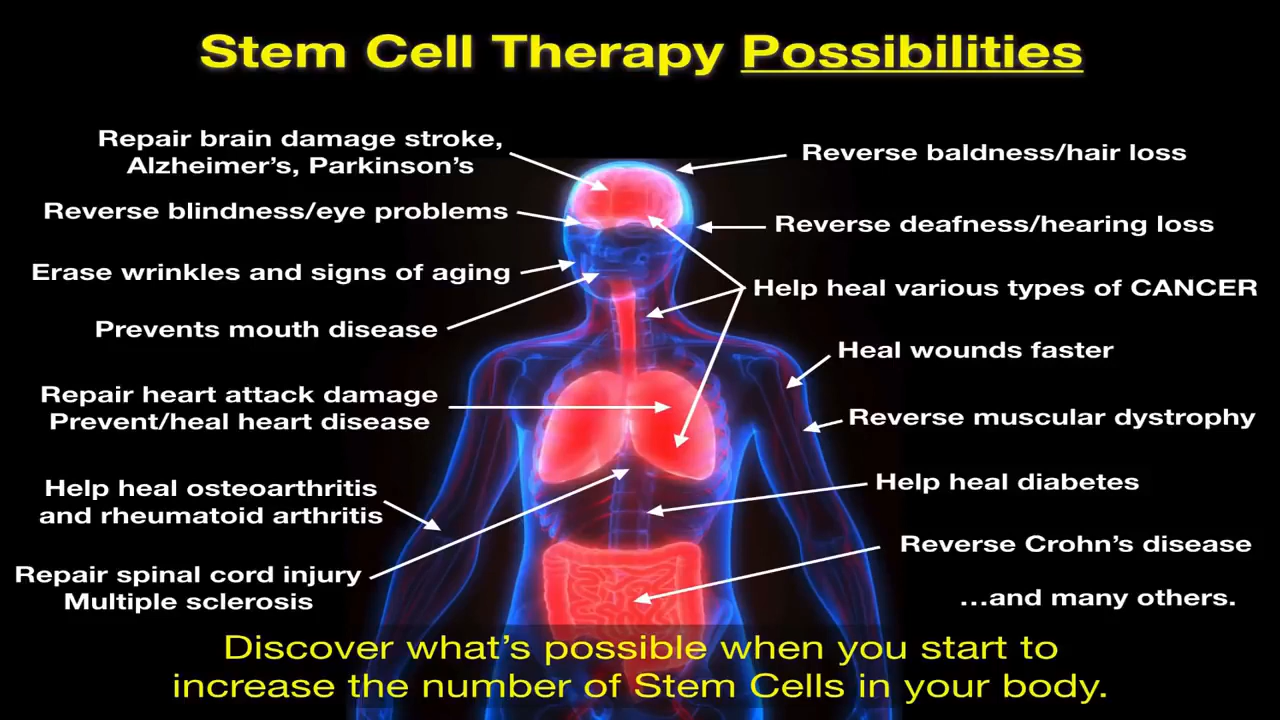 Stem Cell Therapy Possibilities
Repair brain damage stroke,
Alzheimer's, Parkinson's
Reverse blindness/eye problems
Erase wrinkles and signs of aging
Prevents mouth disease
Repair heart attack damage
Prevent/heal heart disease
Help heal osteoarthritis
and rheumatoid arthritis
Repair spinal cord injury
Multiple sclerosis
Reverse baldness/hair loss
Reverse deafness/hearing loss
Help heal various types of CANCER
Heal wounds faster
Reverse muscular dystrophy
Help heal diabetes
Reverse Crohn's disease
...and many others.
Discover what's possible when you start to
increase the number of Stem Cells in your body.